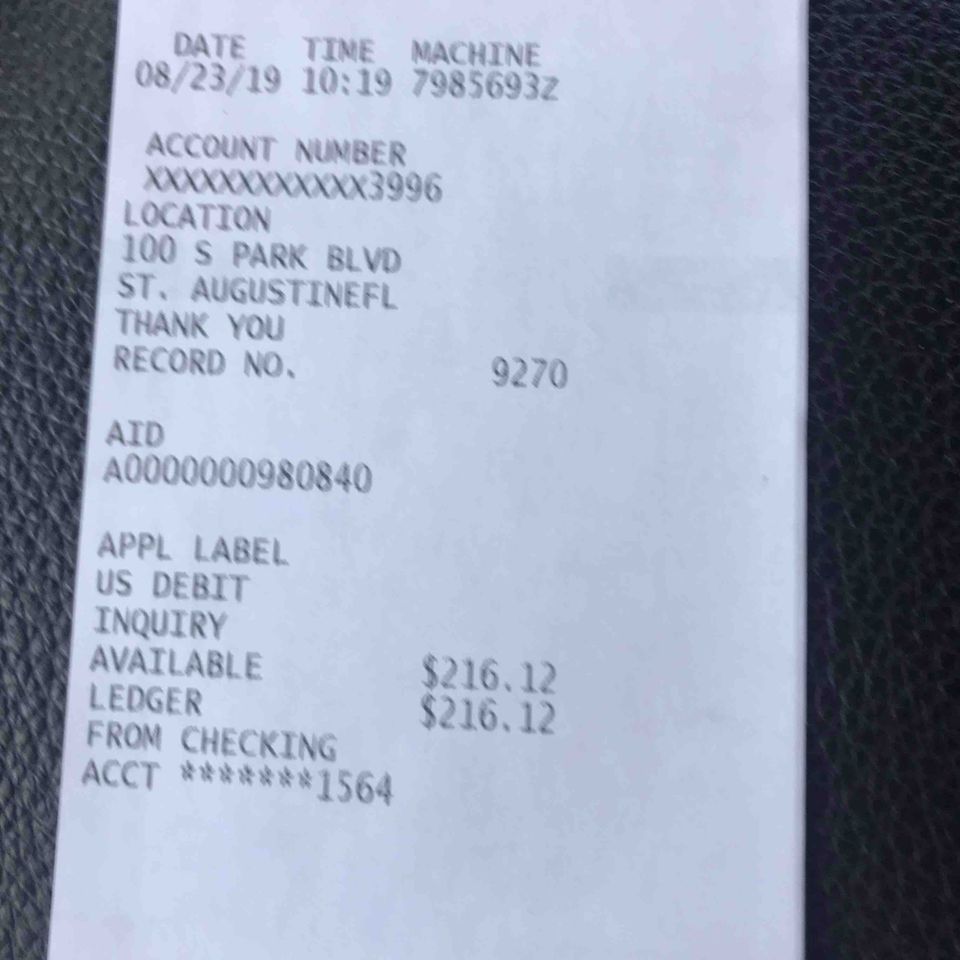 DATE TIME MACHINE
08/23/19 10:19 7985693Z
ACCOUNT NUMBER
XXXXXXXXXXXX3996
LOCATION
100 S PARK BLVD
ST. AUGUSTINEFL
THANK YOU
RECORD NO. 9270
AID
A0000000980840
APPL LABEL
US DEBIT
INQUIRY
AVAILABLE $216.12
LEDGER $216.12
FROM CHECKING
ACCT *******1564